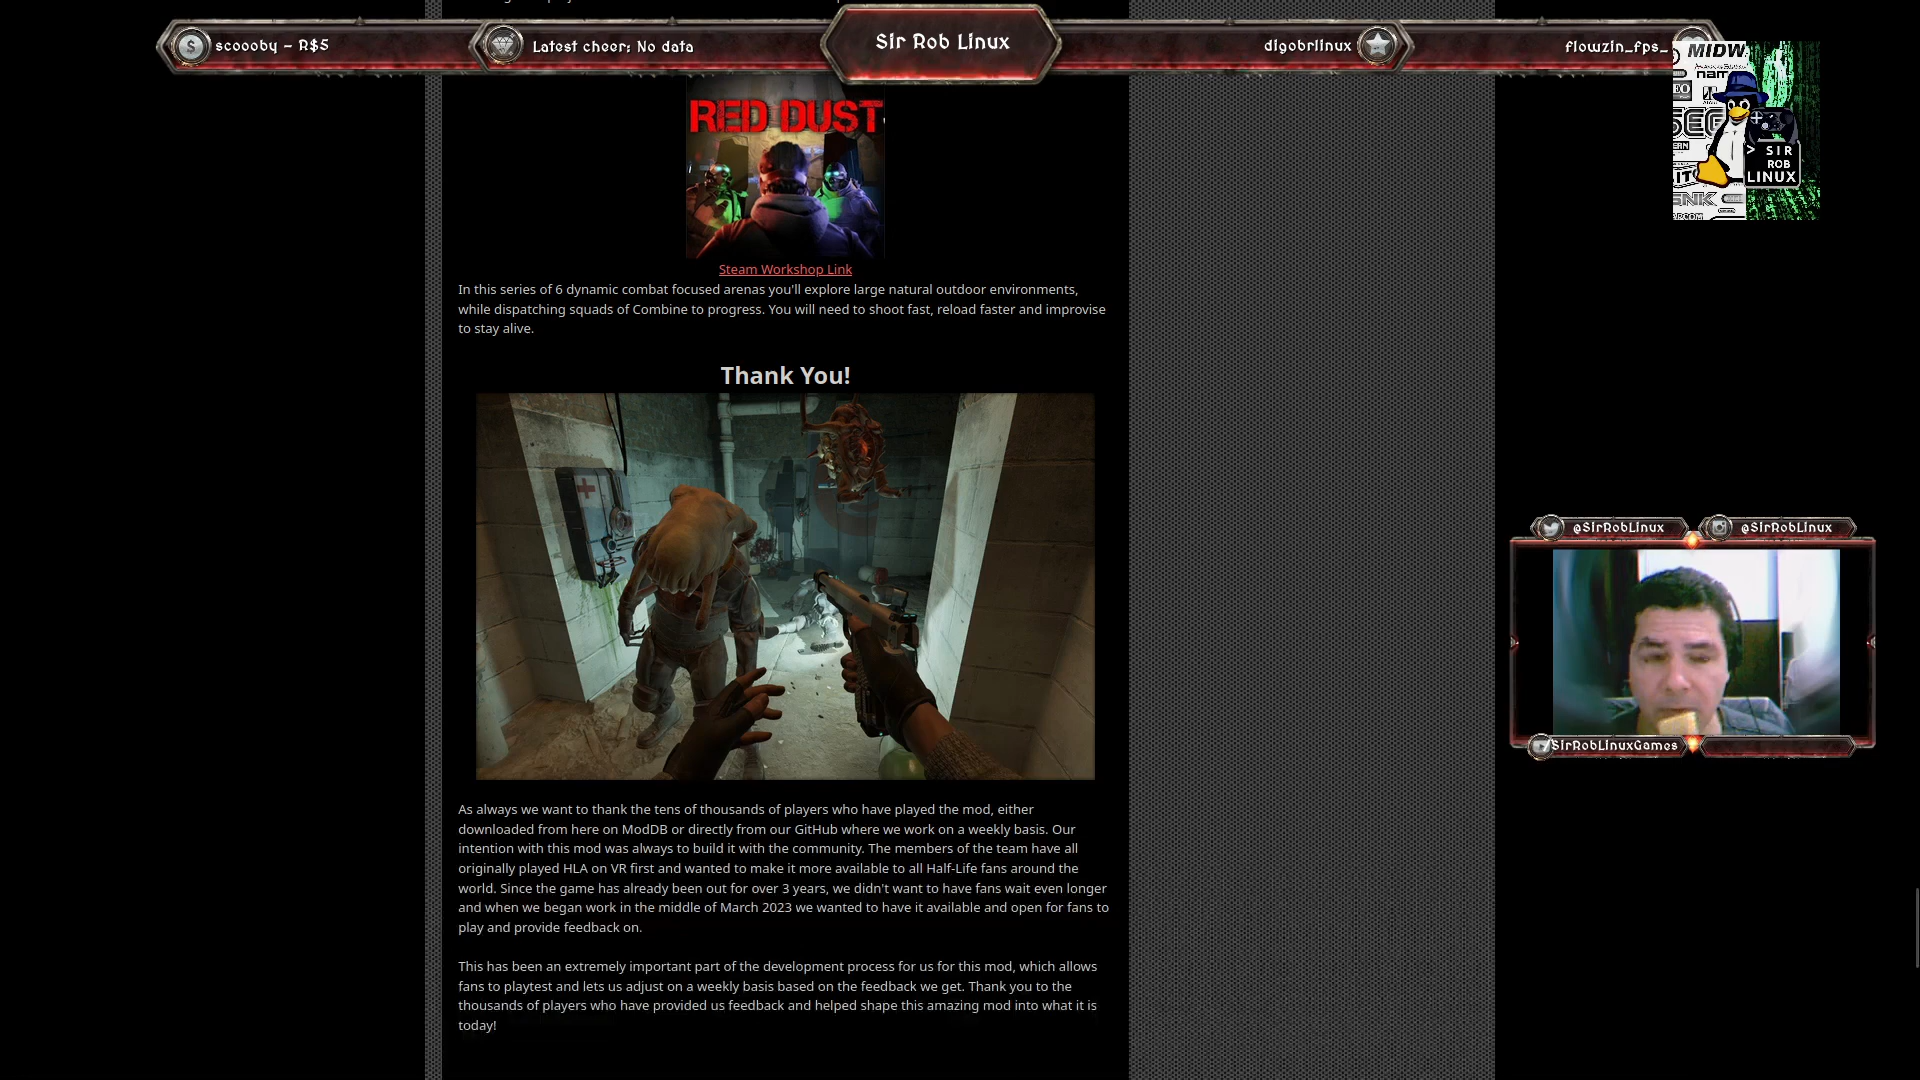 scoooby - R$5
Latest cheer: No data
Sir Rob Linux
digobrlinux
flowzin_fps_
MIDW
> SIR
ROB
LINUX
RED DUST
Steam Workshop Link
In this series of 6 dynamic combat focused arenas you'll explore large natural outdoor environments,
while dispatching squads of Combine to progress. You will need to shoot fast, reload faster and improvise
to stay alive.
Thank You!
@SirRobLinux
@SirRobLinux
SirRobLinuxGames
As always we want to thank the tens of thousands of players who have played the mod, either
downloaded from here on ModDB or directly from our GitHub where we work on a weekly basis. Our
intention with this mod was always to build it with the community. The members of the team have all
originally played HLA on VR first and wanted to make it more available to all Half-Life fans around the
world. Since the game has already been out for over 3 years, we didn't want to have fans wait even longer
and when we began work in the middle of March 2023 we wanted to have it available and open for fans to
play and provide feedback on.
This has been an extremely important part of the development process for us for this mod, which allows
fans to playtest and lets us adjust on a weekly basis based on the feedback we get. Thank you to the
thousands of players who have provided us feedback and helped shape this amazing mod into what it is
today!